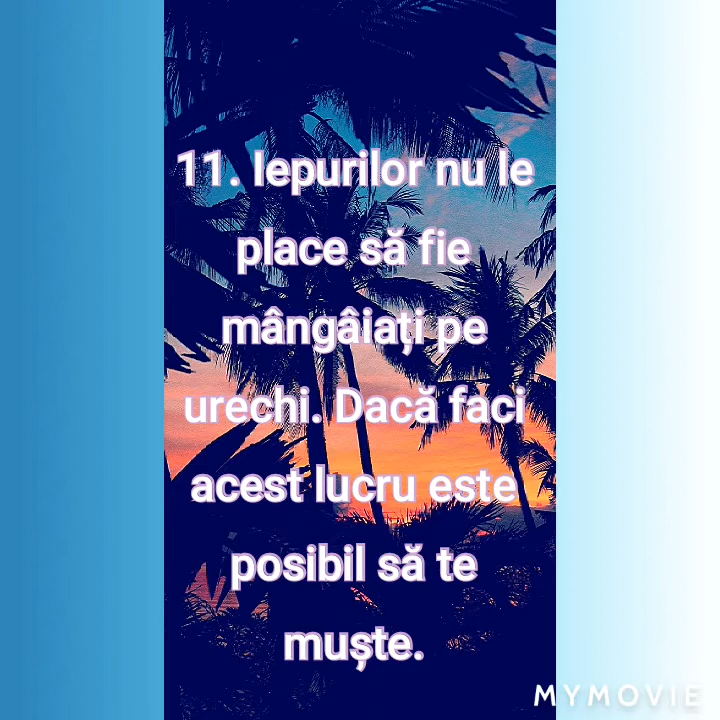 11. Iepurilor nu le
place să fie
mângâiați pe
urechi. Dacă faci
acest lucru este
posibil să te
muște.
MYMOVIE